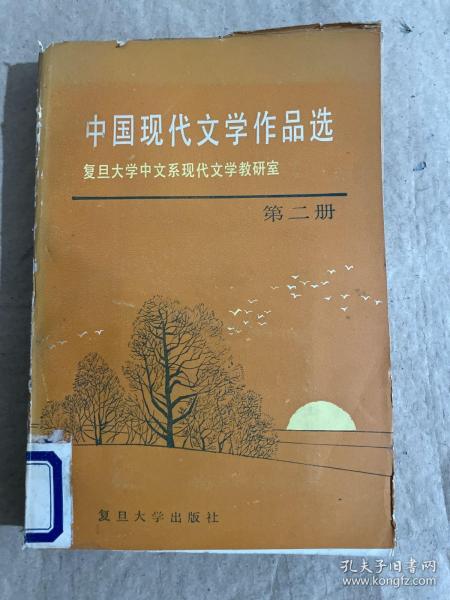 中国现代文学作品选
复旦大学中文系现代文学教研室
第二册
复旦大学出版社
孔夫子旧书网
www.kongfz.com